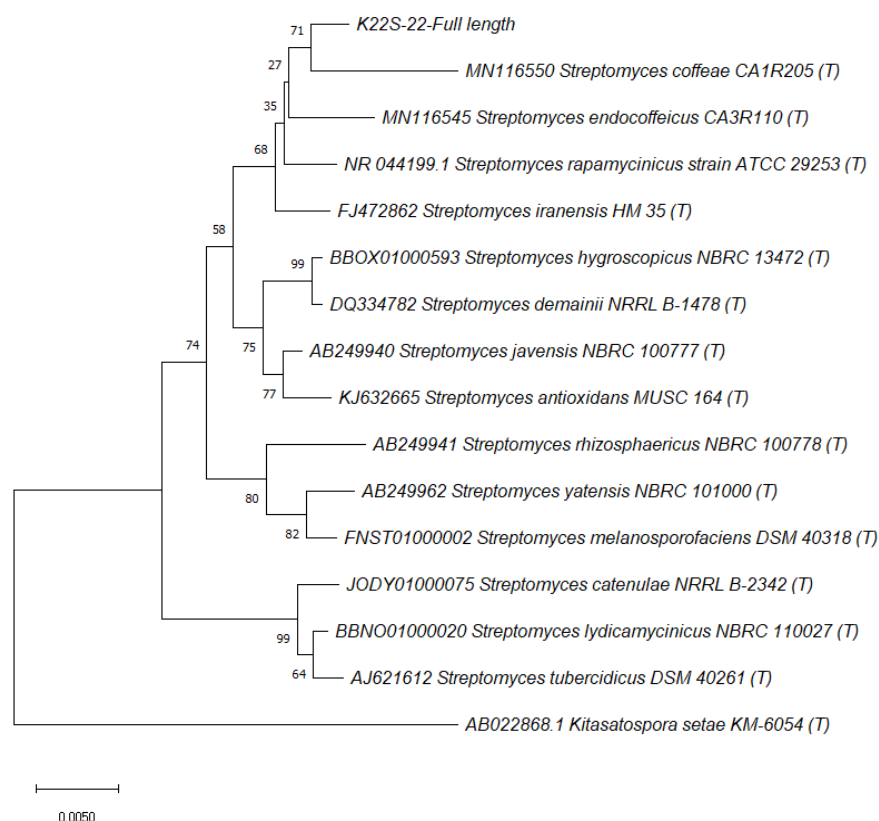 K22S-22-Full length
71
MN116550 Streptomyces coffeae CA1R205 (T)
27
MN116545 Streptomyces endocoffeicus CA3R110 (T)
35
NR 044199.1 Streptomyces rapamycinicus strain ATCC 29253 (T)
68
FJ472862 Streptomyces iranensis HM 35 (T)
58
BBOX01000593 Streptomyces hygroscopicus NBRC 13472 (T)
99
DQ334782 Streptomyces demainii NRRL B-1478 (T)
74
75
AB249940 Streptomyces javensis NBRC 100777 (T)
77
KJ632665 Streptomyces antioxidans MUSC 164 (T)
AB249941 Streptomyces rhizosphaericus NBRC 100778 (T)
80
AB249962 Streptomyces yatensis NBRC 101000 (T)
82
FNST01000002 Streptomyces melanosporofaciens DSM 40318 (T)
JODY01000075 Streptomyces catenulae NRRL B-2342 (T)
99
BBNO01000020 Streptomyces lydicamycinicus NBRC 110027 (T)
64
AJ621612 Streptomyces tubercidicus DSM 40261 (T)
AB022868.1 Kitasatospora setae KM-6054 (T)
0.0050